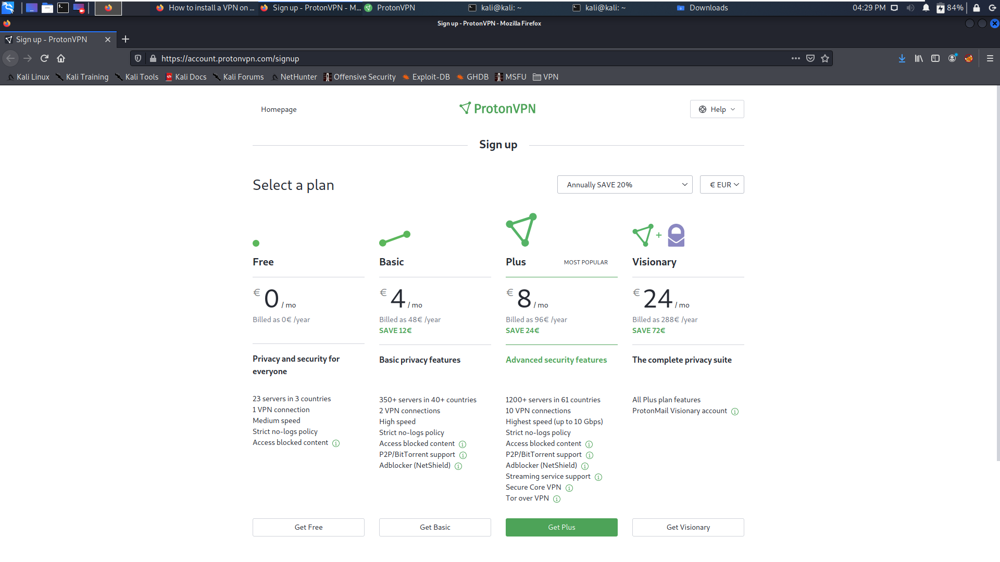 How to install a VPN on ...
Sign up - ProtonVPN - M...
ProtonVPN
kali@kali: ~
kali@kali: ~
Downloads
04:29 PM
84%
Sign up - ProtonVPN - Mozilla Firefox
Sign up - ProtonVPN
https://account.protonvpn.com/signup
Kali Linux
Kali Training
Kali Tools
Kali Docs
Kali Forums
NetHunter
Offensive Security
Exploit-DB
GHDB
MSFU
VPN
Homepage
ProtonVPN
Help
Sign up
Select a plan
Annually SAVE 20%
€ EUR
Free
€ 0 / mo
Billed as 0€ /year
Privacy and security for
everyone
23 servers in 3 countries
1 VPN connection
Medium speed
Strict no-logs policy
Access blocked content
Get Free
Basic
€ 4 / mo
Billed as 48€ /year
SAVE 12€
Basic privacy features
350+ servers in 40+ countries
2 VPN connections
High speed
Strict no-logs policy
Access blocked content
P2P/BitTorrent support
Adblocker (NetShield)
Get Basic
Plus
MOST POPULAR
€ 8 / mo
Billed as 96€ /year
SAVE 24€
Advanced security features
1200+ servers in 61 countries
10 VPN connections
Highest speed (up to 10 Gbps)
Strict no-logs policy
Access blocked content
P2P/BitTorrent support
Adblocker (NetShield)
Streaming service support
Secure Core VPN
Tor over VPN
Get Plus
Visionary
€ 24 / mo
Billed as 288€ /year
SAVE 72€
The complete privacy suite
All Plus plan features
ProtonMail Visionary account
Get Visionary